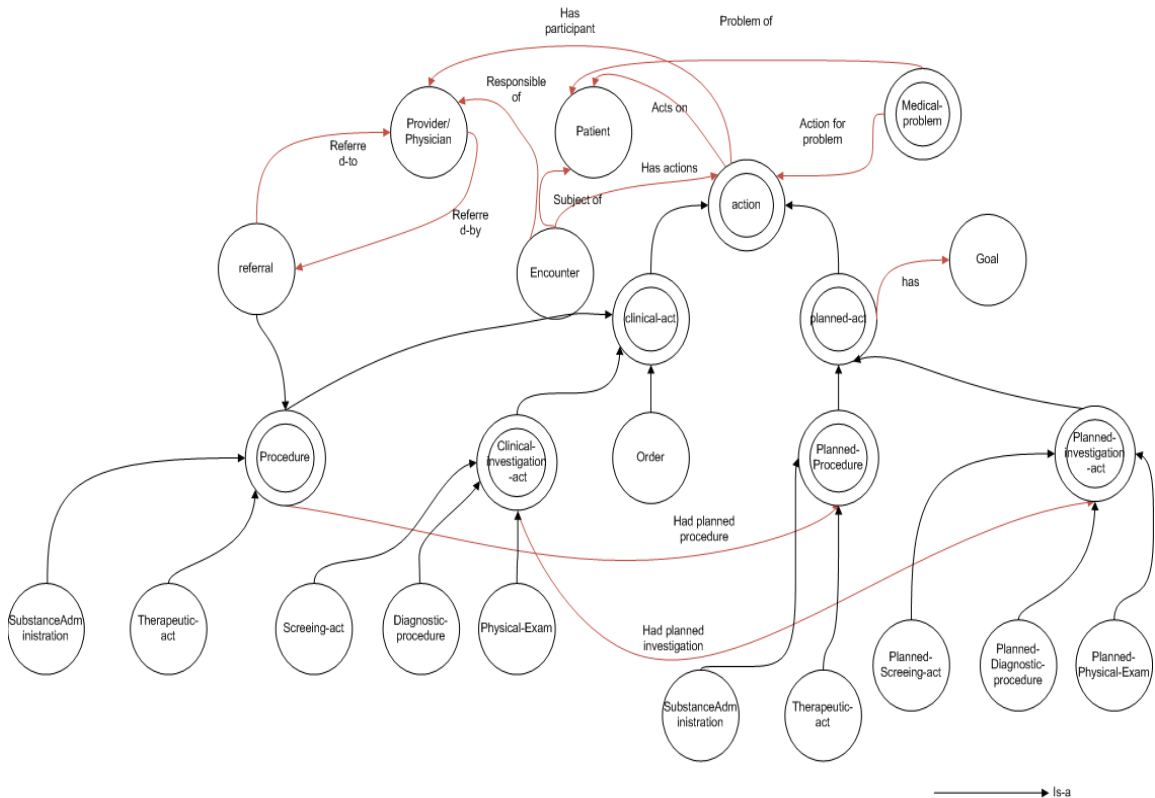 Has
participant
Problem of
Responsible
of
Provider/
Physician
Patient
Acts on
Medical-
problem
Action for
problem
Referre
d-to
Has actions
Subject of
action
Referre
d-by
referral
Encounter
Goal
has
clinical-act
planned-act
Procedure
Clinical-
investigation
-act
Order
Planned-
Procedure
Planned-
investigation
-act
Had planned
procedure
SubstanceAdm
inistration
Therapeutic-
act
Screeing-act
Diagnostic-
procedure
Physical-Exam
Had planned
investigation
Planned-
Screeing-act
Planned-
Diagnostic-
procedure
Planned-
Physical-Exam
SubstanceAdm
inistration
Therapeutic-
act
Is-a